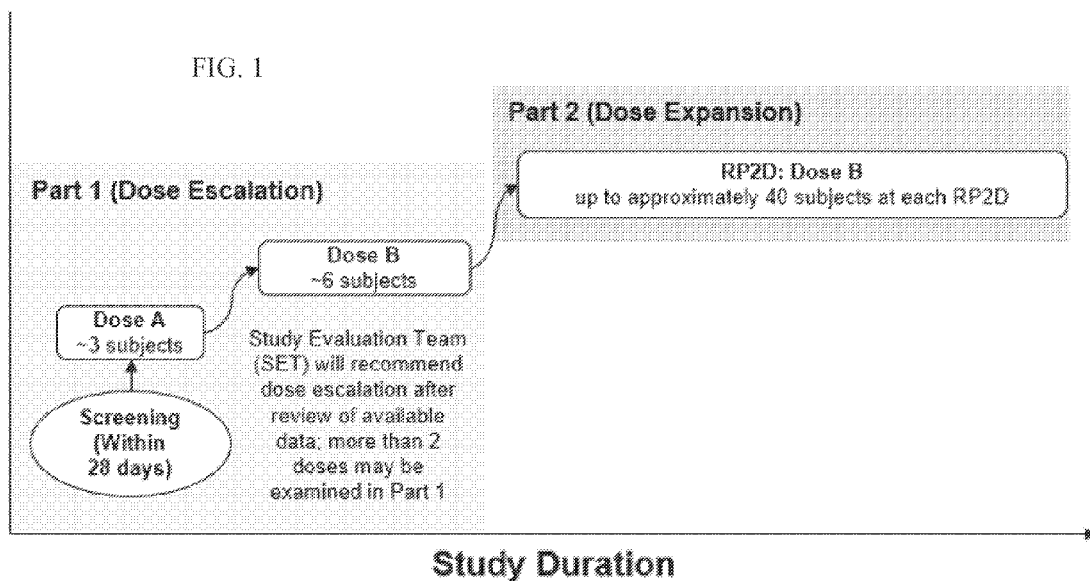 FIG. 1
Part 2 (Dose Expansion)
RP2D: Dose B
up to approximately 40 subjects at each RP2D
Part 1 (Dose Escalation)
Dose B
~6 subjects
Dose A
~3 subjects
Study Evaluation Team
(SET) will recommend
dose escalation after
review of available
data; more than 2
doses may be
examined in Part 1
Screening
(Within
28 days)
Study Duration